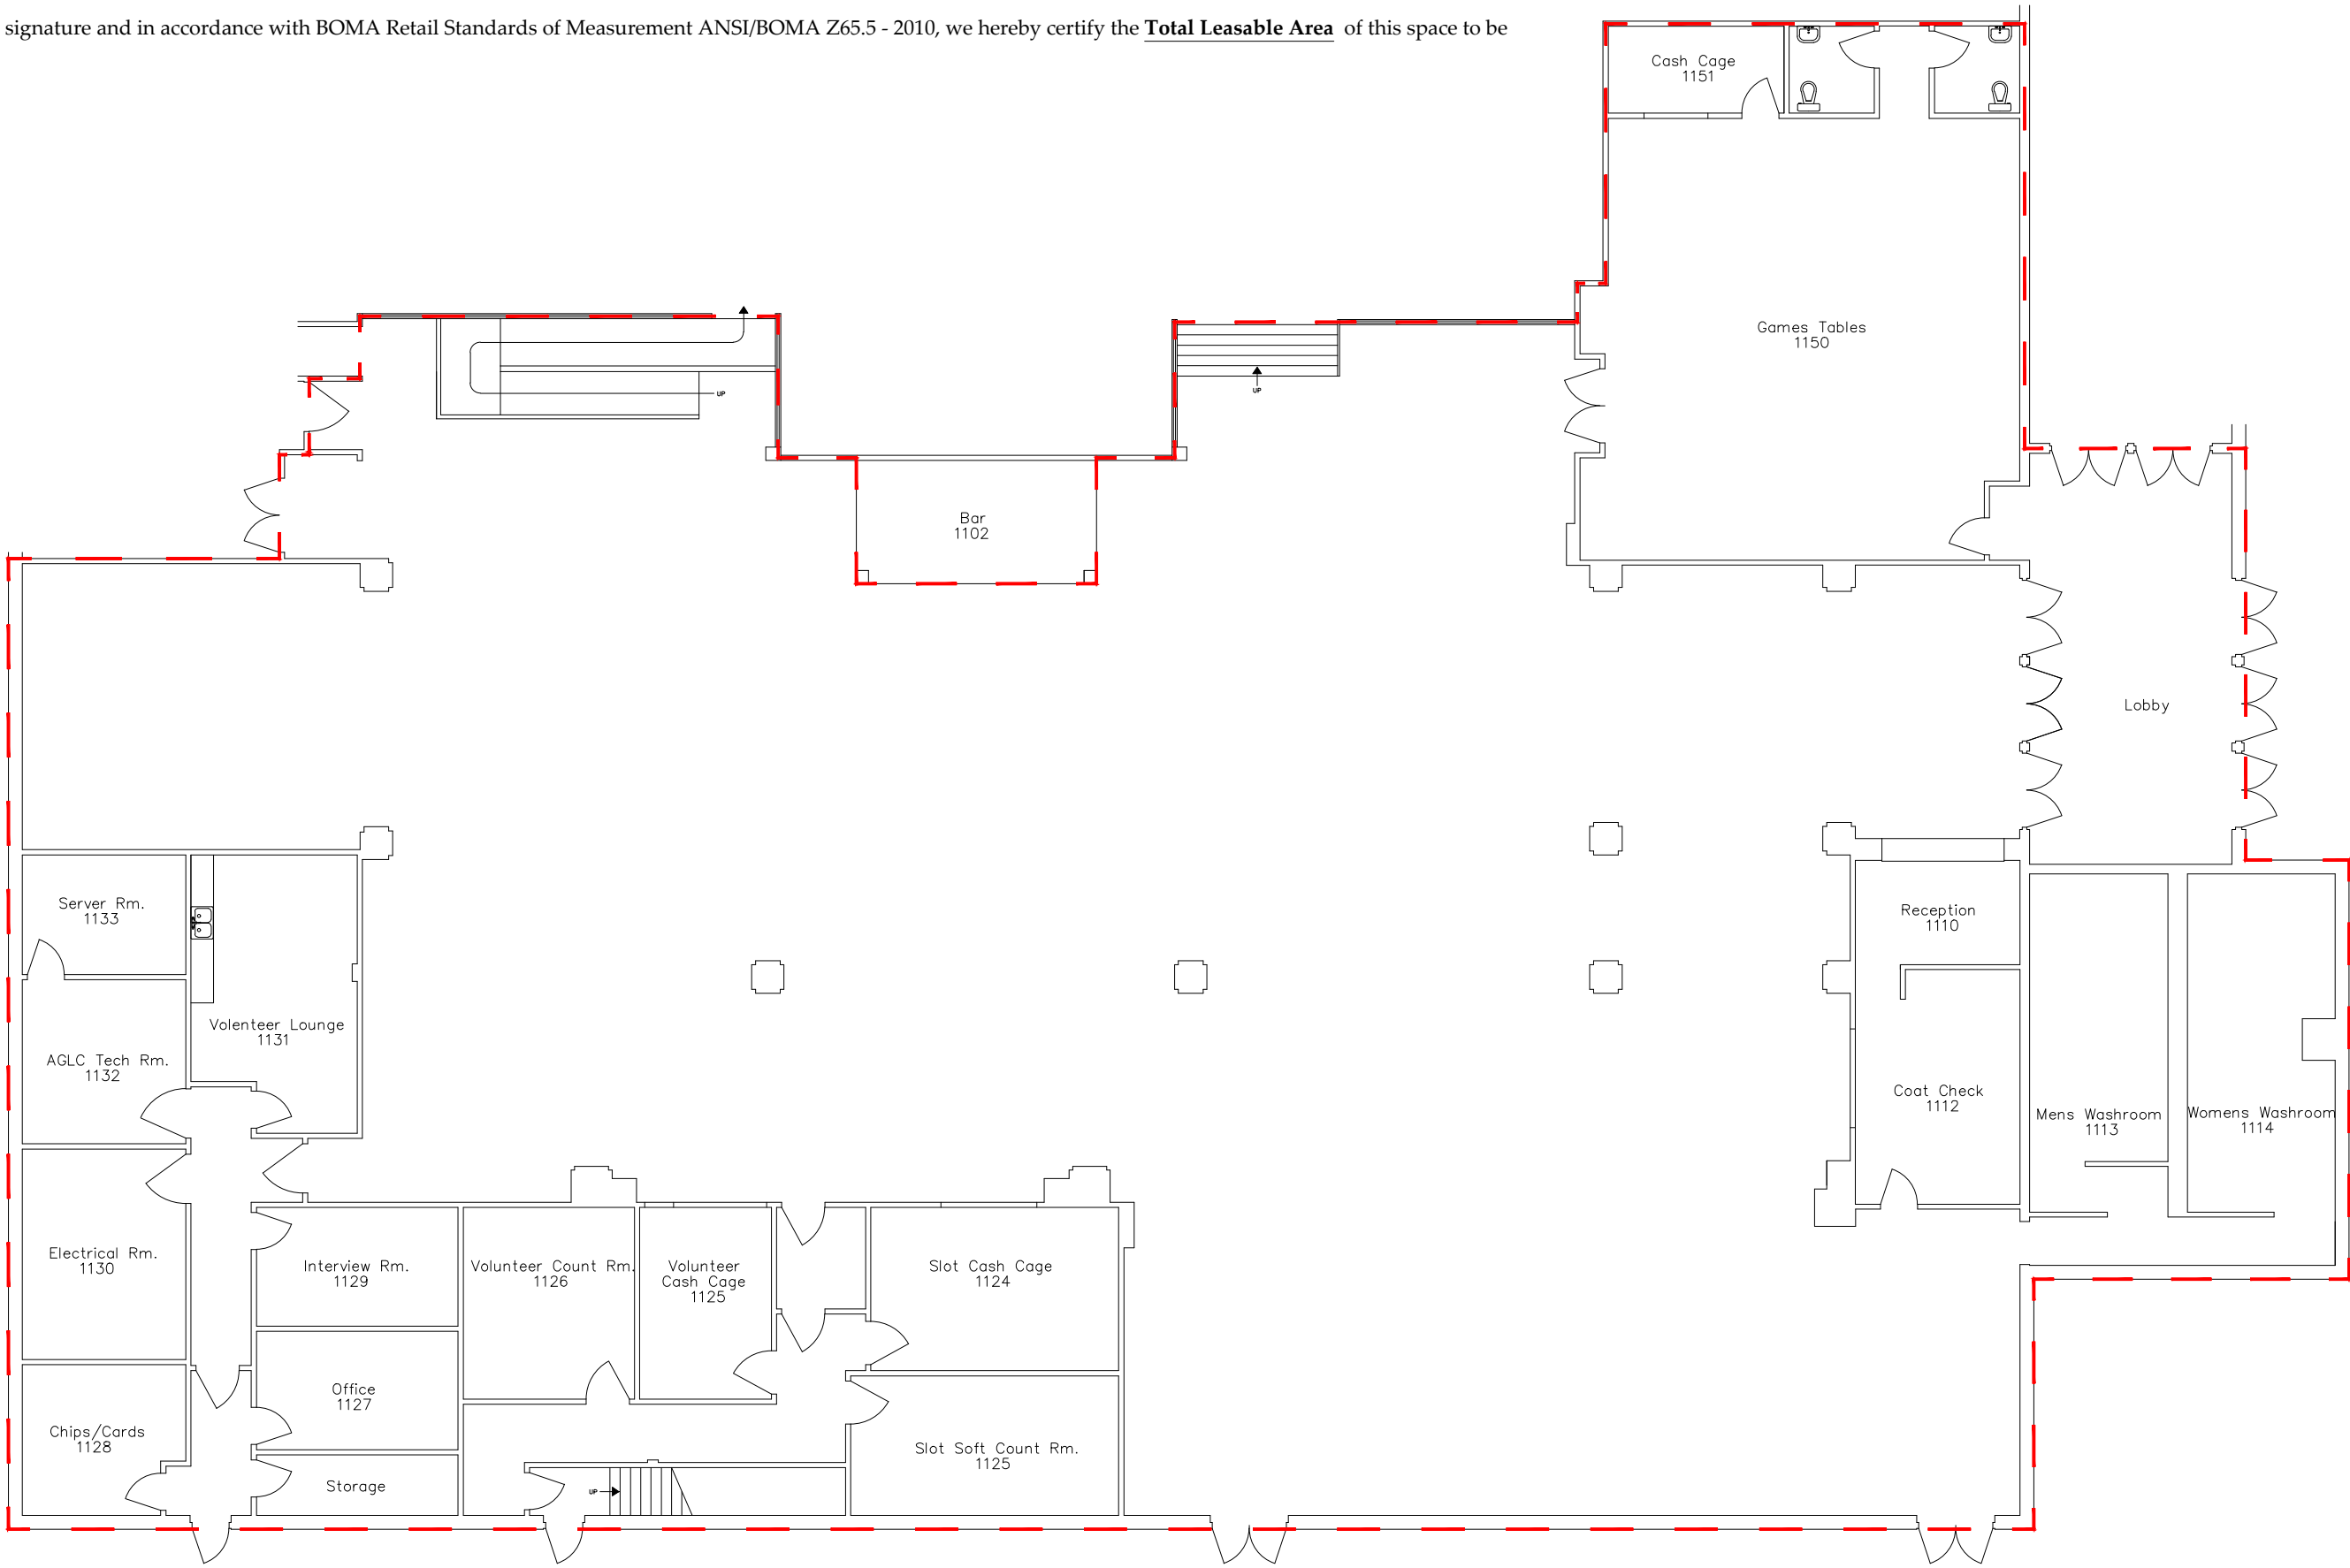 signature and in accordance with BOMA Retail Standards of Measurement ANSI/BOMA Z65.5 - 2010, we hereby certify the Total Leasable Area of this space to be
Cash Cage
1151
Games Tables
1150
UP
UP
Bar
1102
Lobby
Server Rm.
1133
Reception
1110
Volenteer Lounge
1131
AGLC Tech Rm.
1132
Coat Check
1112
Mens Washroom
1113
Womens Washroom
1114
Electrical Rm.
1130
Interview Rm.
1129
Volunteer Count Rm.
1126
Volunteer
Cash Cage
1125
Slot Cash Cage
1124
Office
1127
Chips/Cards
1128
Slot Soft Count Rm.
1125
Storage
UP